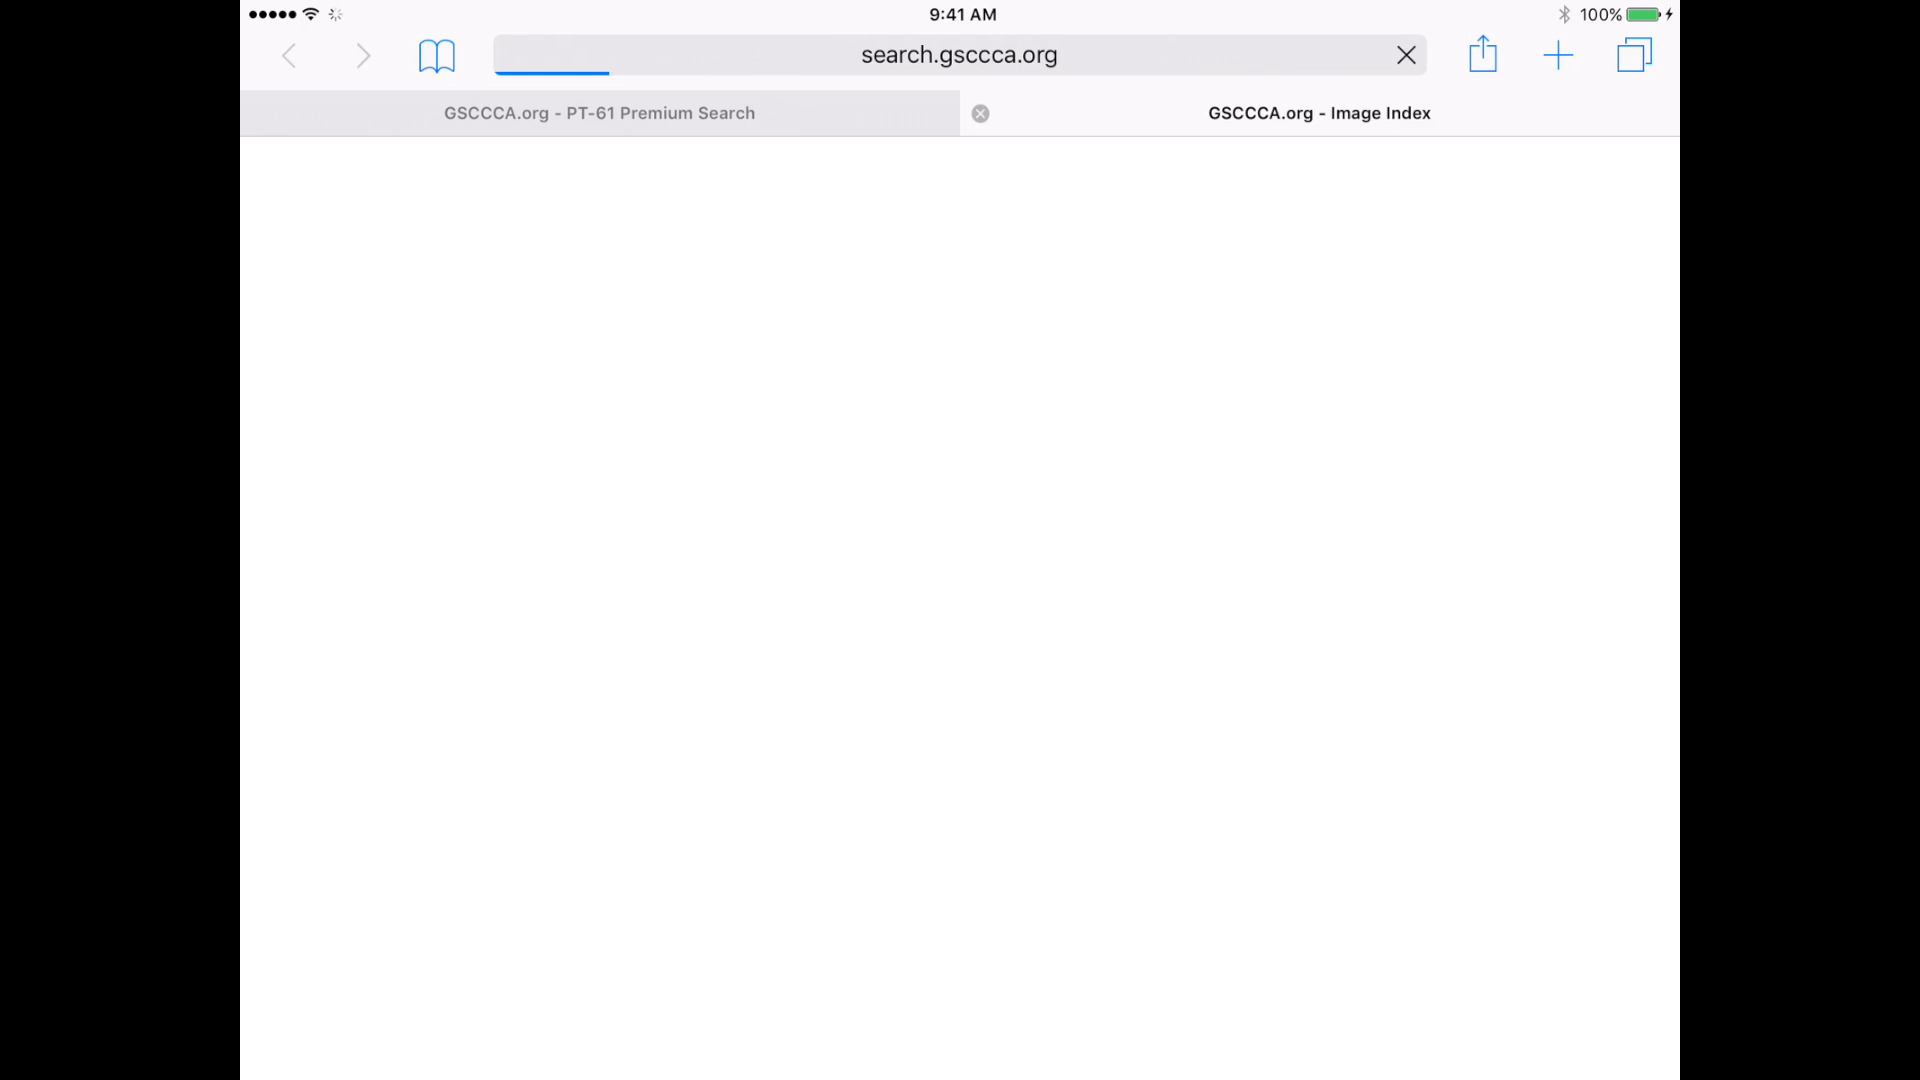 9:41 AM
100%
search.gsccca.org
GSCCCA.org - PT-61 Premium Search
GSCCCA.org - Image Index